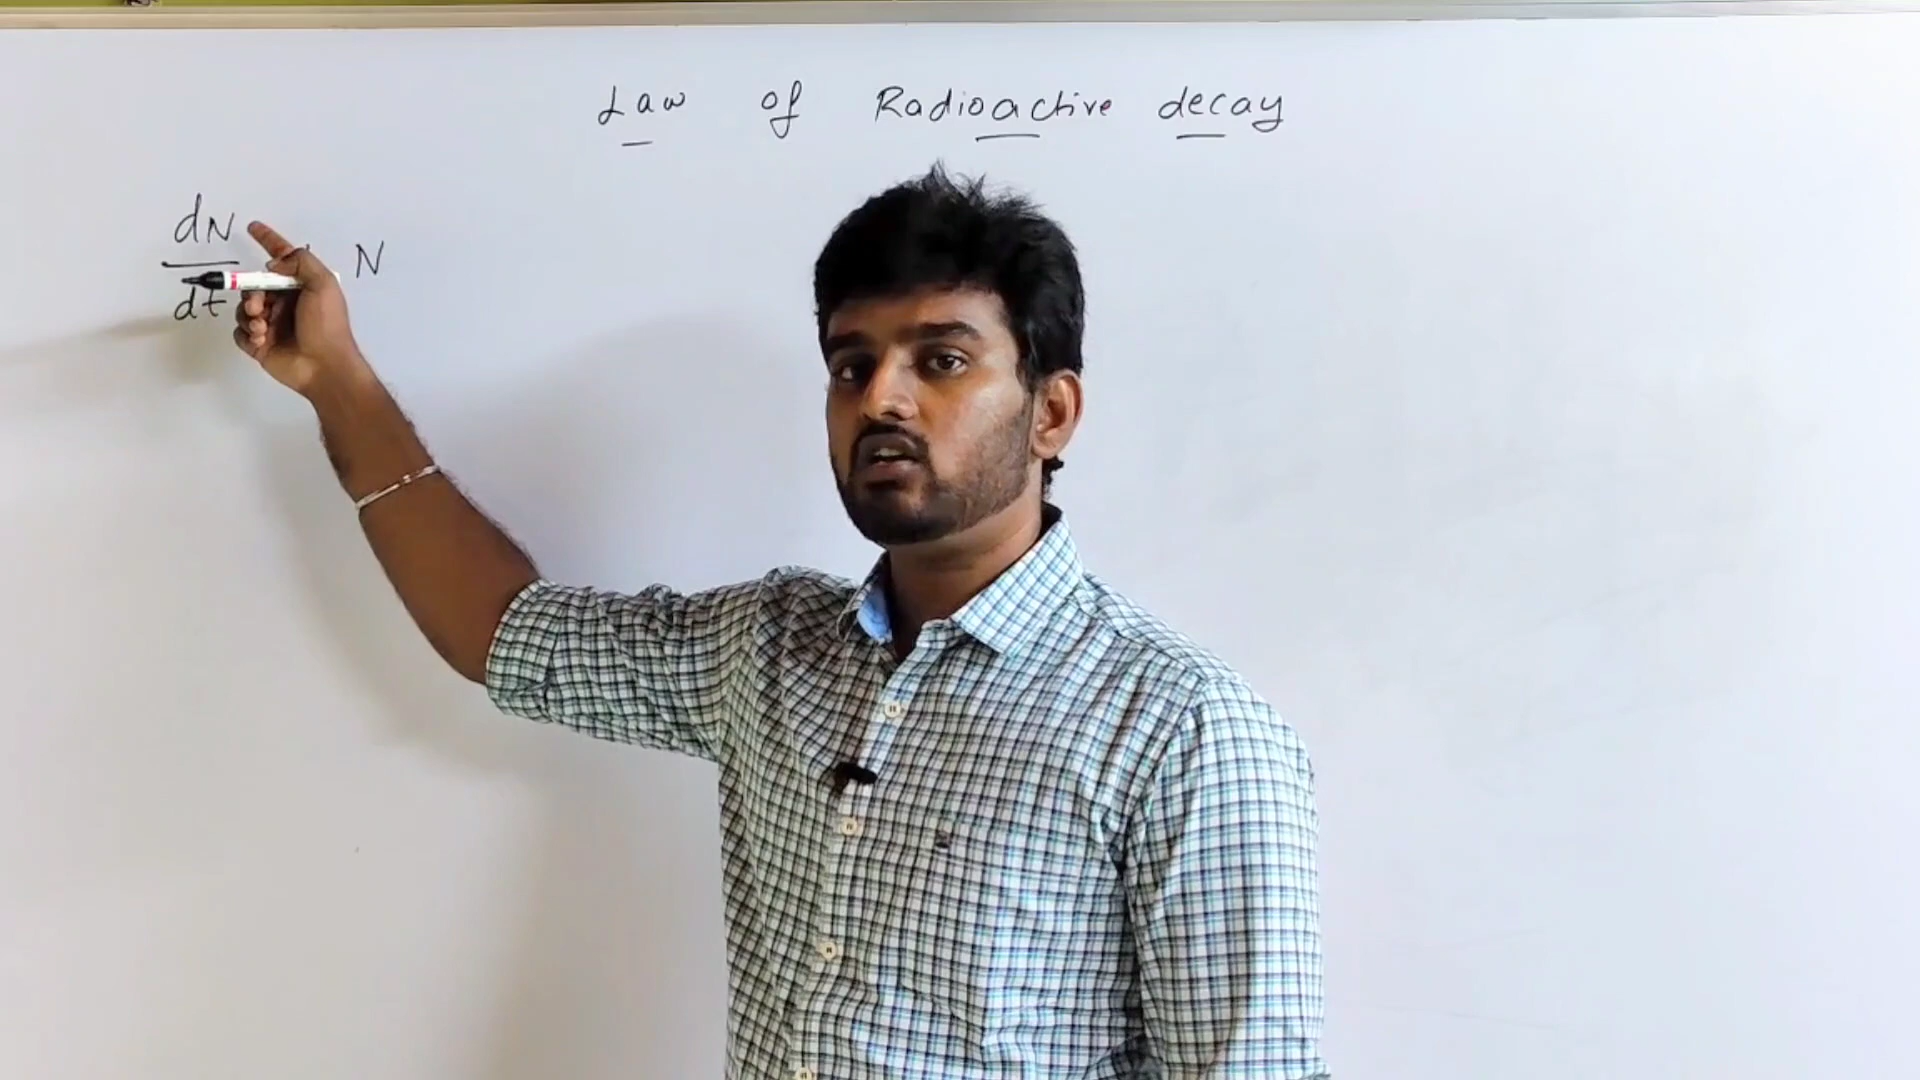 Law of Radioactive decay
dN
dt
N